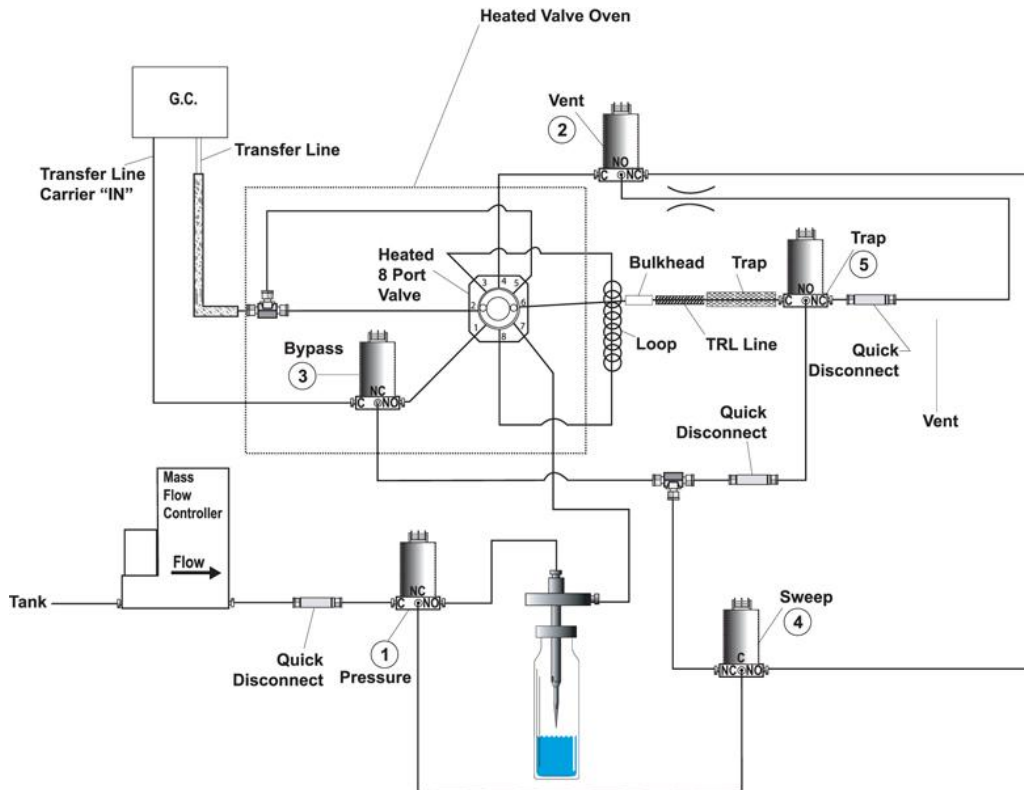 Heated Valve Oven
G.C.
Transfer Line
Transfer Line
Carrier “IN”
Vent
2
NO
C
NC
Heated
8 Port
Valve
1
2
3
4
5
6
7
8
Bulkhead
Trap
Trap
5
NO
C
NC
Loop
TRL Line
Quick
Disconnect
Vent
Bypass
3
NC
C
NO
Quick
Disconnect
Mass
Flow
Controller
Flow
Tank
NC
C
NO
Quick
Disconnect
1
Pressure
Sweep
4
C
NC
NO